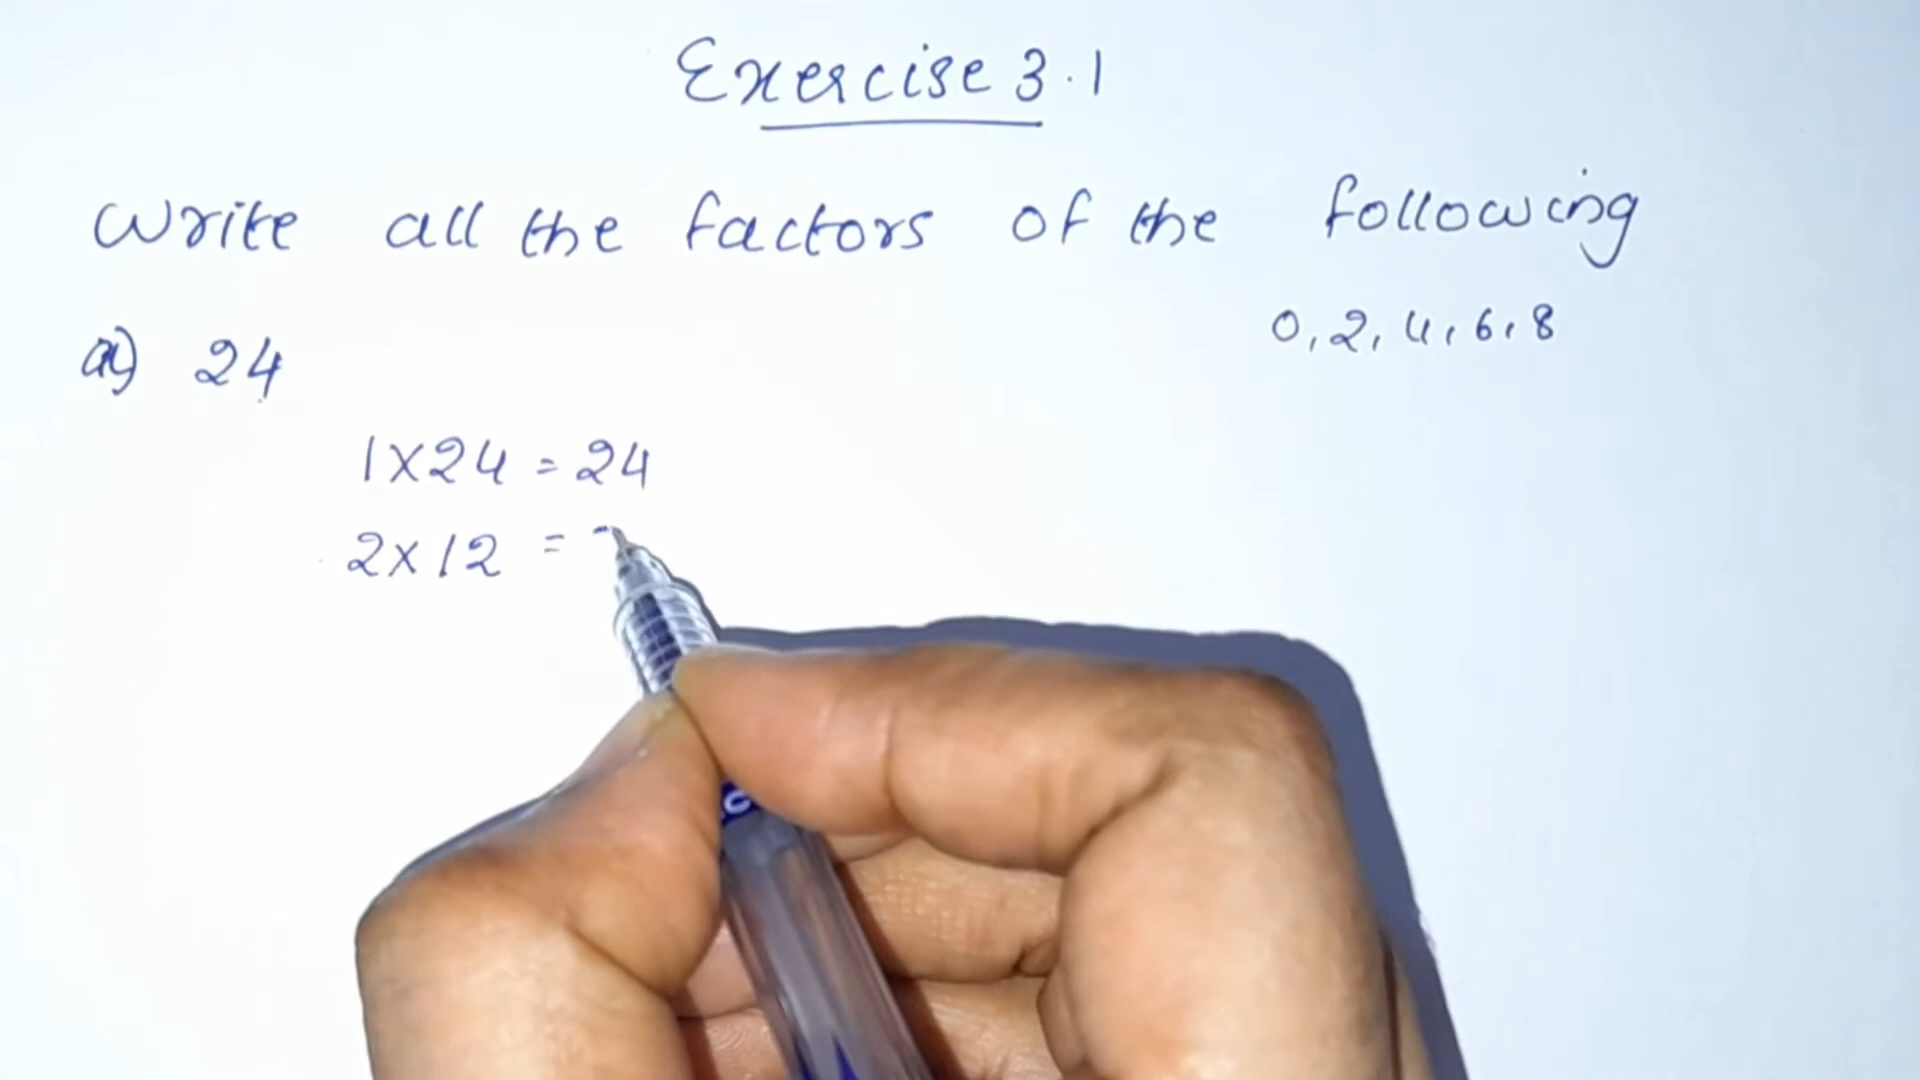 Exercise 3.1
Write all the factors of the following
a) 24
0, 2, 4, 6, 8
1x24 = 24
2x12 =